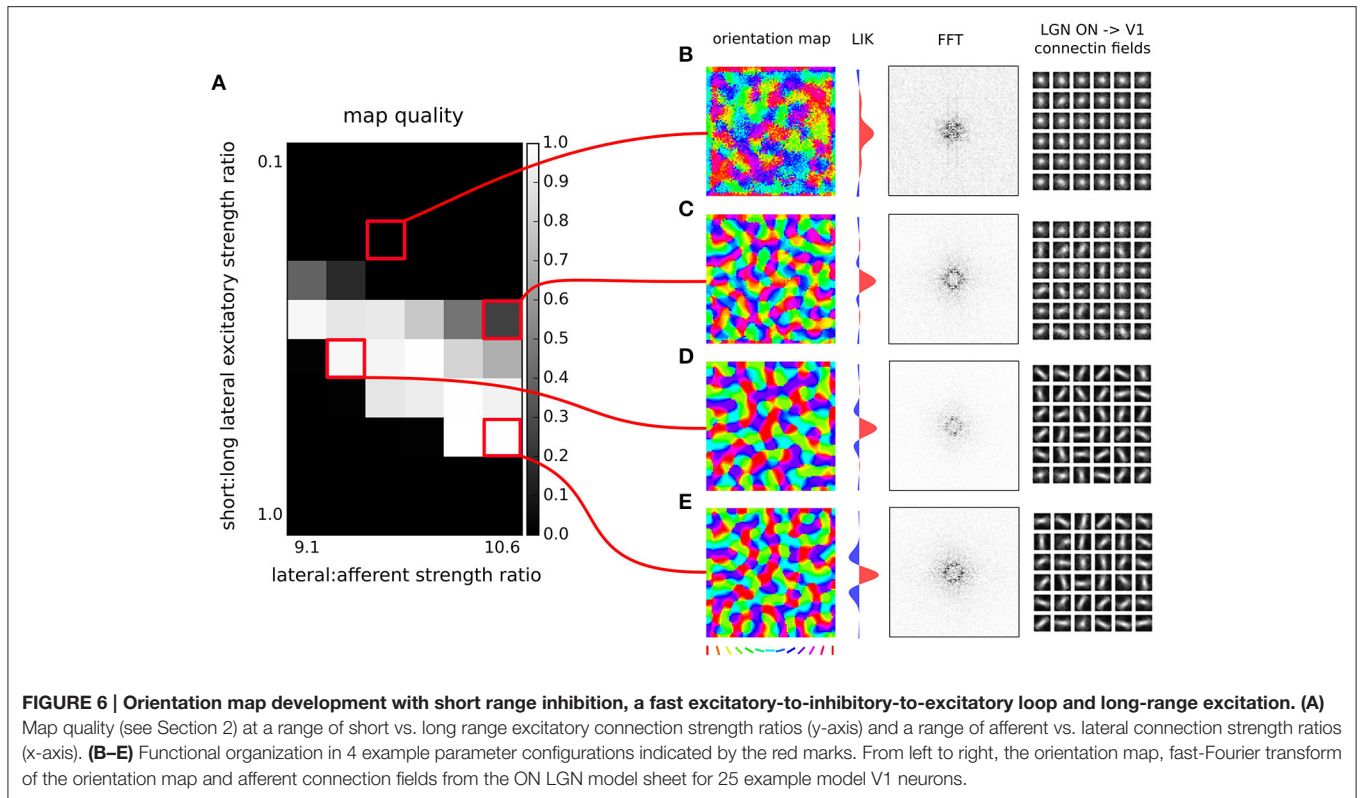 orientation map
LIK
FFT
LGN ON -> V1
connectin fields
A
map quality
short:long lateral excitatory strength ratio
0.1
1.0
9.1
10.6
lateral:afferent strength ratio
1.0
0.9
0.8
0.7
0.6
0.5
0.4
0.3
0.2
0.1
0.0
B
C
D
E
FIGURE 6 | Orientation map development with short range inhibition, a fast excitatory-to-inhibitory-to-excitatory loop and long-range excitation. (A)
Map quality (see Section 2) at a range of short vs. long range excitatory connection strength ratios (y-axis) and a range of afferent vs. lateral connection strength ratios
(x-axis). (B–E) Functional organization in 4 example parameter configurations indicated by the red marks. From left to right, the orientation map, fast-Fourier transform
of the orientation map and afferent connection fields from the ON LGN model sheet for 25 example model V1 neurons.